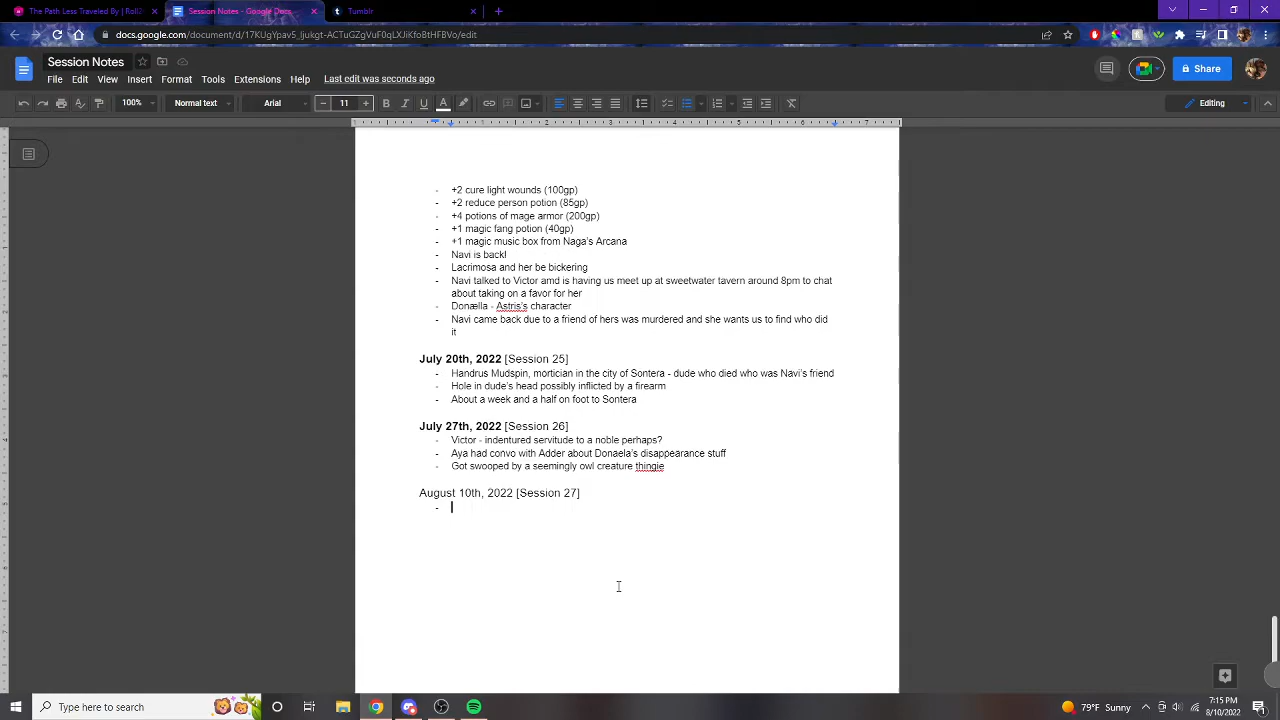 The Path Less Traveled By | Roll
Session Notes - Google Docs
Tumblr
docs.google.com/document/d/
/edit
Session Notes
File Edit View Insert Format Tools Extensions Help Last edit was seconds ago
Share
100% Normal text Arial 11 Editing
1 2 3 4 5 6 7
- +2 cure light wounds (100gp)
- +2 reduce person potion (85gp)
- +4 potions of mage armor (200gp)
- +1 magic fang potion (40gp)
- +1 magic music box from Naga's Arcana
- Navi is back!
- Lacrimosa and her be bickering
- Navi talked to Victor amd is having us meet up at sweetwater tavern around 8pm to chat
about taking on a favor for her
- Donælla - Astris's character
- Navi came back due to a friend of hers was murdered and she wants us to find who did
it
July 20th, 2022 [Session 25]
- Handrus Mudspin, mortician in the city of Sontera - dude who died who was Navi's friend
- Hole in dude's head possibly inflicted by a firearm
- About a week and a half on foot to Sontera
July 27th, 2022 [Session 26]
- Victor - indentured servitude to a noble perhaps?
- Aya had convo with Adder about Donaela's disappearance stuff
- Got swooped by a seemingly owl creature thingie
August 10th, 2022 [Session 27]
-
Type here to search
79°F Sunny
7:15 PM
8/10/2022